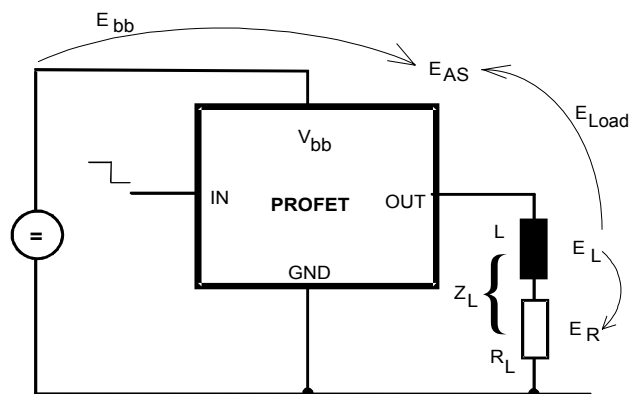 E bb
E AS
E Load
V bb
IN
PROFET
OUT
=
L
E L
GND
Z L
{
E R
R L